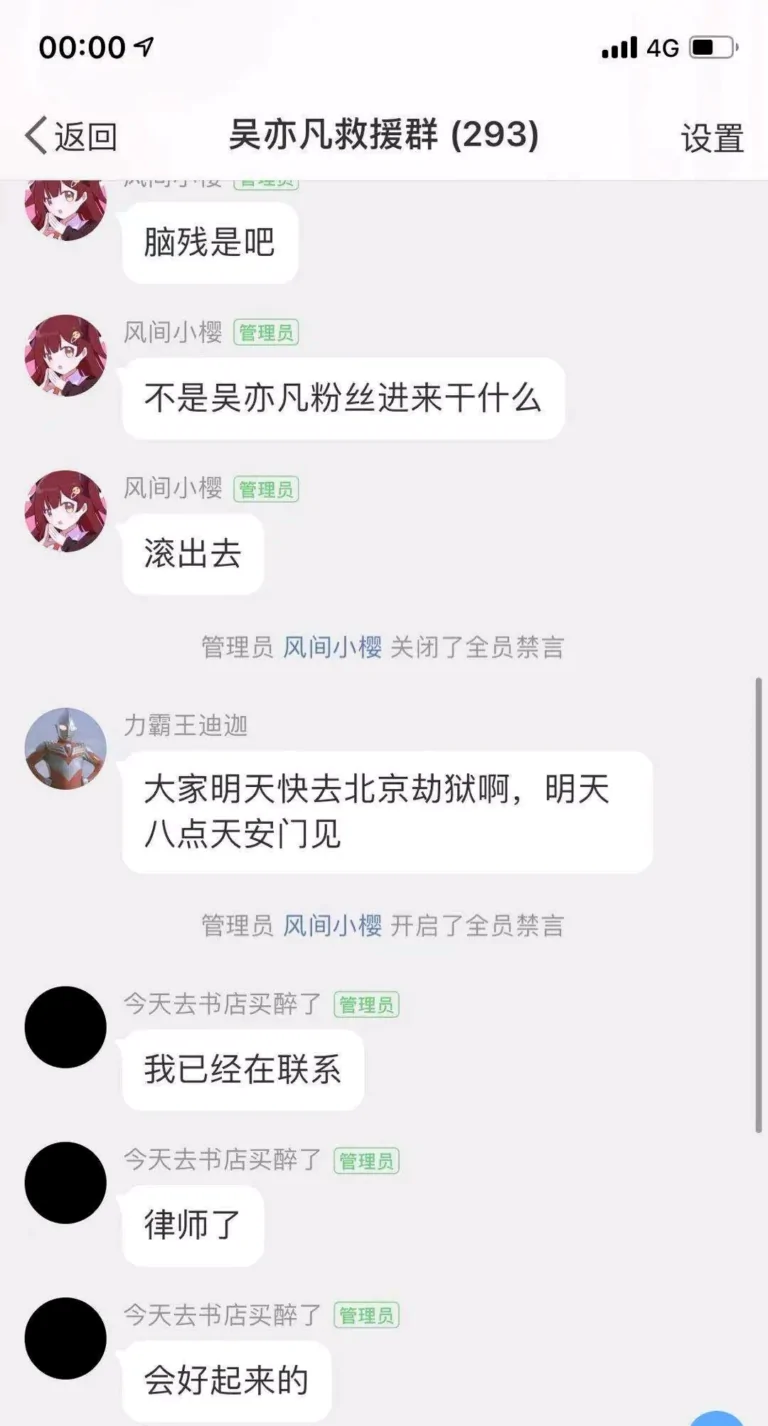 00:00
4G
返回
吴亦凡救援群 (293)
设置
风间小樱 管理员
脑残是吧
风间小樱 管理员
不是吴亦凡粉丝进来干什么
风间小樱 管理员
滚出去
管理员 风间小樱 关闭了全员禁言
力霸王迪迦
大家明天快去北京劫狱啊，明天
八点天安门见
管理员 风间小樱 开启了全员禁言
今天去书店买醉了 管理员
我已经在联系
今天去书店买醉了 管理员
律师了
今天去书店买醉了 管理员
会好起来的